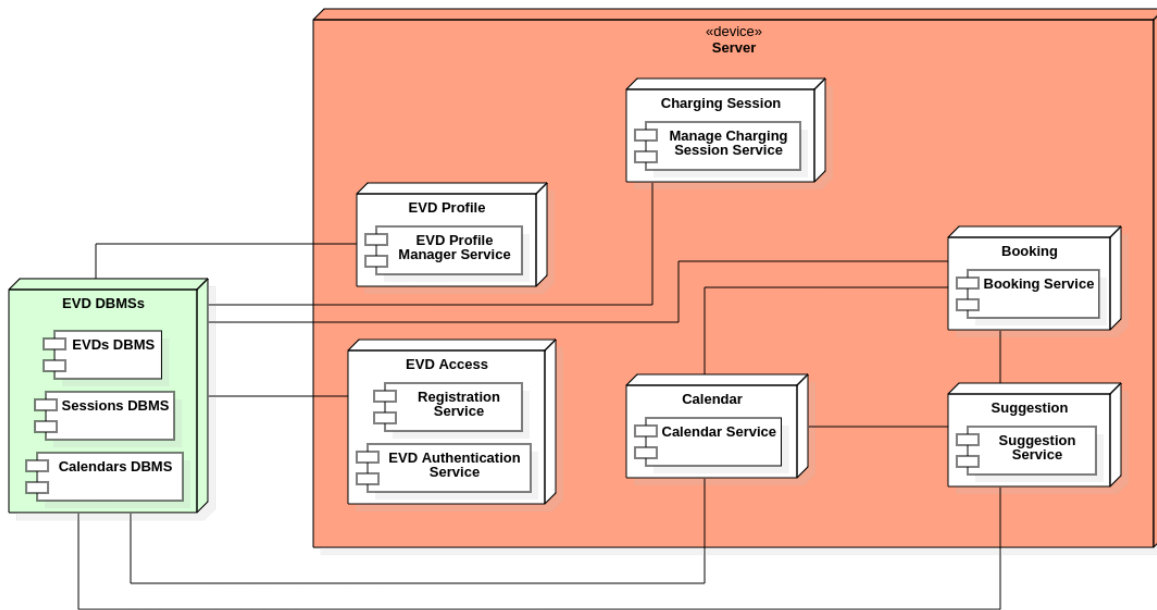 «device»
Server
Charging Session
Manage Charging
Session Service
EVD Profile
EVD Profile
Manager Service
Booking
Booking Service
EVD DBMSs
EVDs DBMS
Sessions DBMS
Calendars DBMS
EVD Access
Registration
Service
EVD Authentication
Service
Calendar
Calendar Service
Suggestion
Suggestion
Service